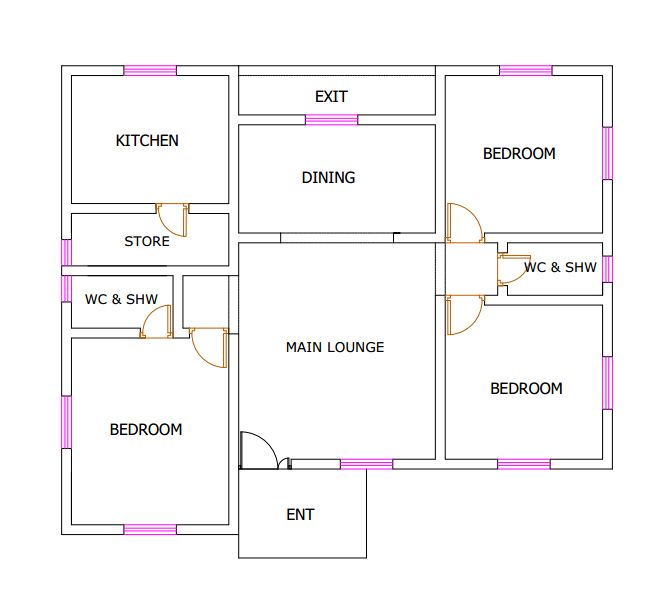 EXIT
KITCHEN
BEDROOM
DINING
STORE
WC & SHW
WC & SHW
MAIN LOUNGE
BEDROOM
BEDROOM
ENT